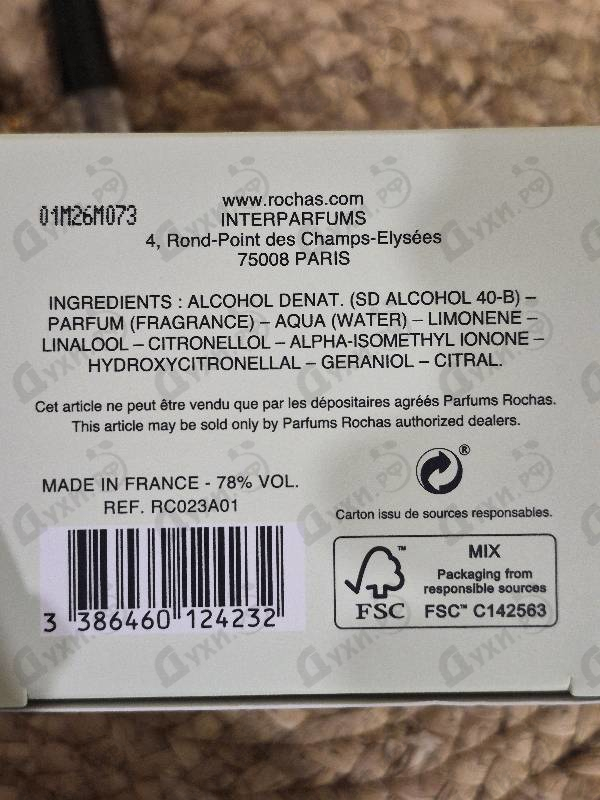 www.rochas.com
01M26M073
INTERPARFUMS
4, Rond-Point des Champs-Elysées
75008 PARIS
INGREDIENTS : ALCOHOL DENAT. (SD ALCOHOL 40-B) –
PARFUM (FRAGRANCE) – AQUA (WATER) – LIMONENE –
LINALOOL – CITRONELLOL – ALPHA-ISOMETHYL IONONE –
HYDROXYCITRONELLAL – GERANIOL – CITRAL.
Cet article ne peut être vendu que par les dépositaires agréés Parfums Rochas.
This article may be sold only by Parfums Rochas authorized dealers.
MADE IN FRANCE - 78% VOL.
REF. RC023A01
®
Carton issu de sources responsables.
3 386460 124232
FSC™
MIX
Packaging from
responsible sources
FSC™ C142563
Духи.рф